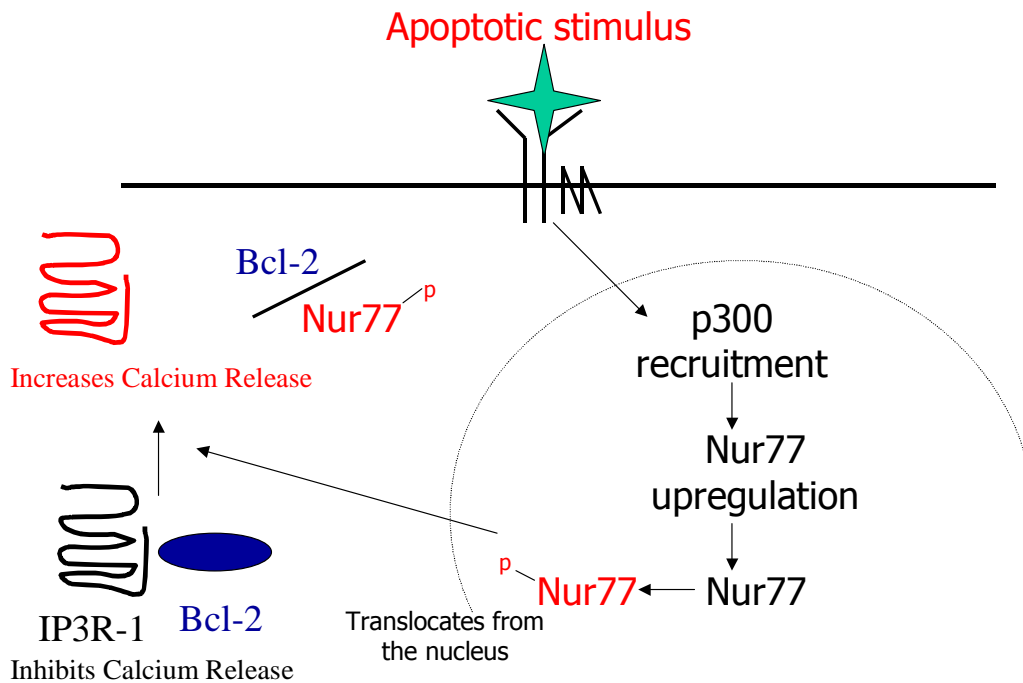 Apoptotic stimulus
Bcl-2
Nur77
p
Increases Calcium Release
p300
recruitment
Nur77
upregulation
Nur77
p
Nur77
Translocates from
the nucleus
IP3R-1
Bcl-2
Inhibits Calcium Release